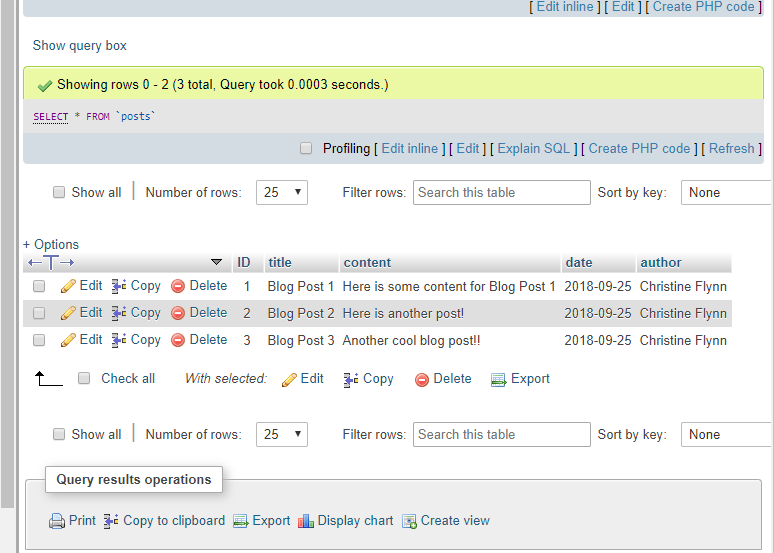 [ Edit inline ] [ Edit ] [ Create PHP code ]
Show query box
Showing rows 0 - 2 (3 total, Query took 0.0003 seconds.)
SELECT * FROM `posts`
Profiling [ Edit inline ] [ Edit ] [ Explain SQL ] [ Create PHP code ] [ Refresh ]
Show all | Number of rows: 25 Filter rows: Search this table Sort by key: None
+ Options
ID title content date author
Edit Copy Delete 1 Blog Post 1 Here is some content for Blog Post 1 2018-09-25 Christine Flynn
Edit Copy Delete 2 Blog Post 2 Here is another post! 2018-09-25 Christine Flynn
Edit Copy Delete 3 Blog Post 3 Another cool blog post!! 2018-09-25 Christine Flynn
Check all With selected: Edit Copy Delete Export
Show all | Number of rows: 25 Filter rows: Search this table Sort by key: None
Query results operations
Print Copy to clipboard Export Display chart Create view